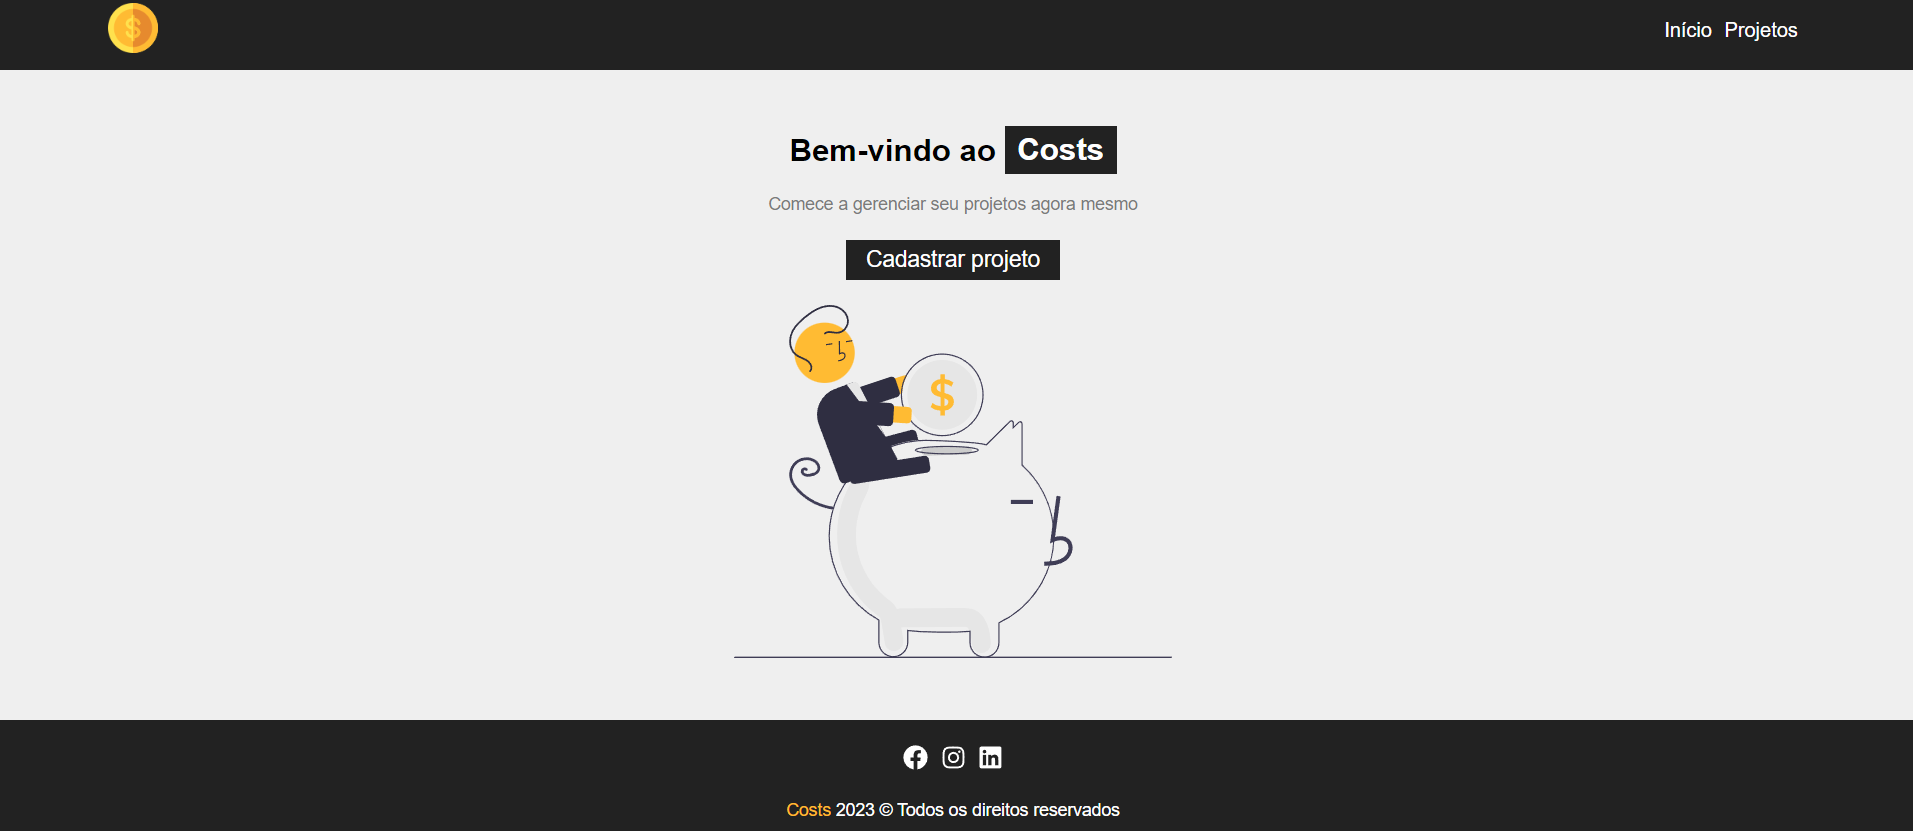 $
Início Projetos
Bem-vindo ao Costs
Comece a gerenciar seu projetos agora mesmo
Cadastrar projeto
$
Costs 2023 © Todos os direitos reservados